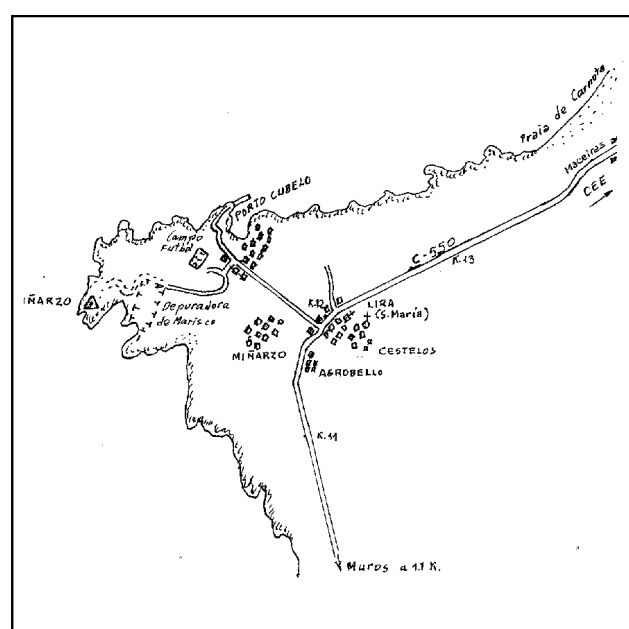 Praia de Carnota
Maceiras
CEE
PORTO CUBELO
Campo
Futbol
C-550
K.13
IÑARZO
Depuradora
de Marisco
K.12
LIRA
(S. María)
MIÑARZO
CESTELOS
AGROBELLO
K.11
Muros a 11 K.